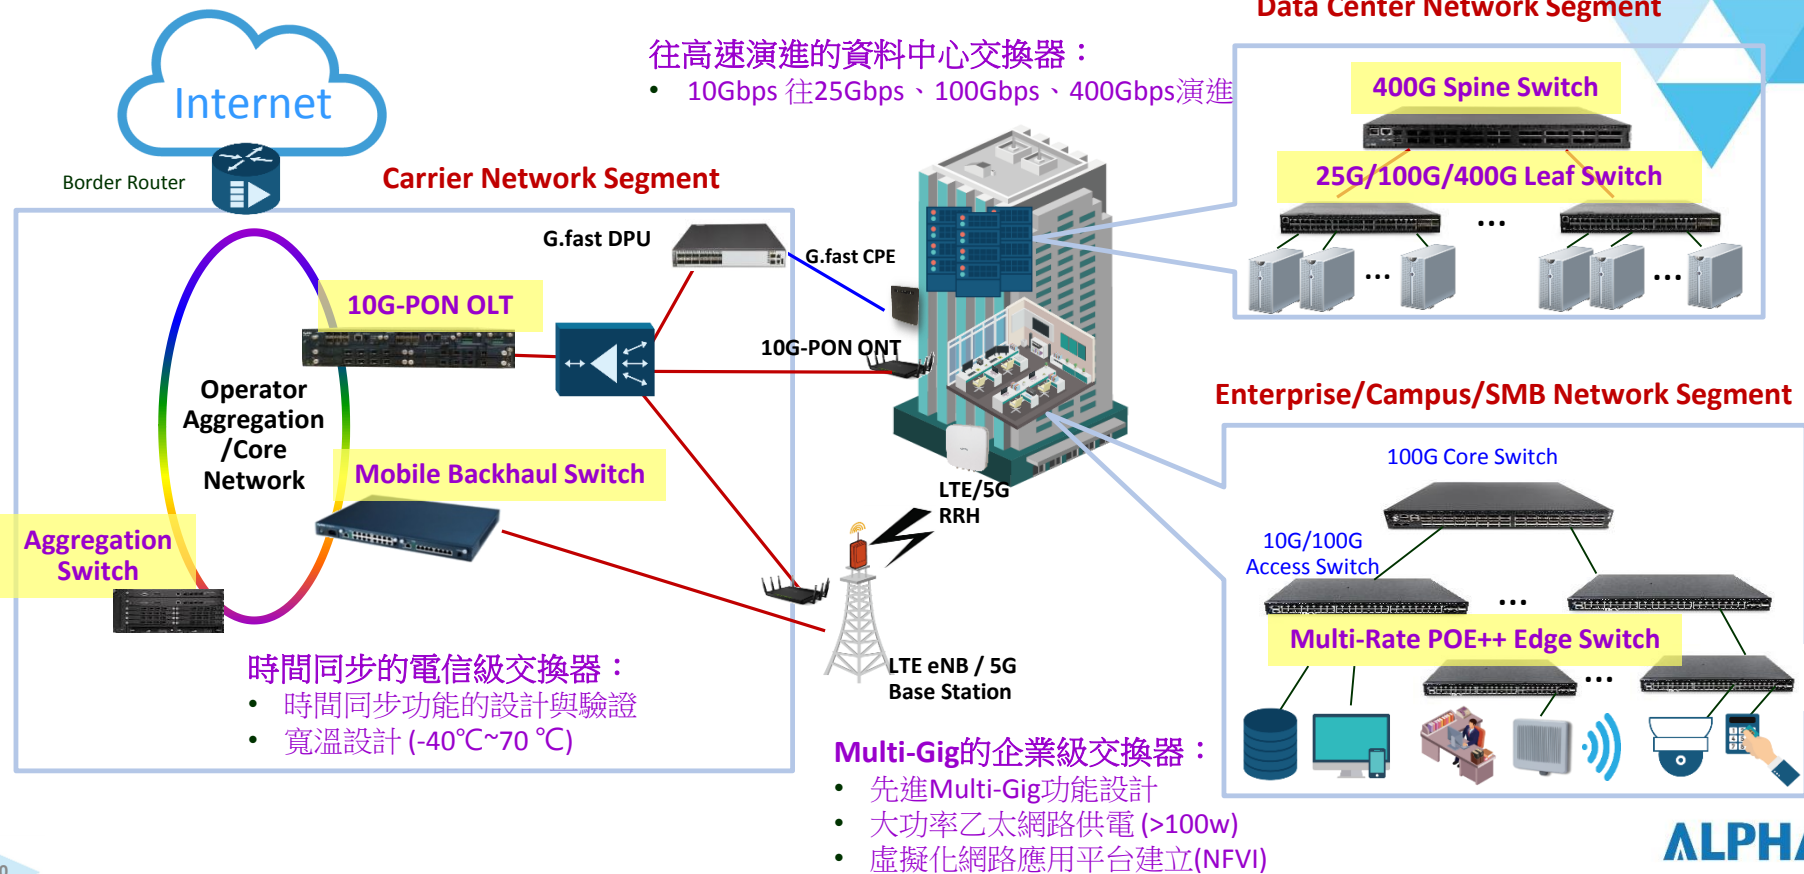 Data Center Network Segment
往高速演進的資料中心交換器：
• 10Gbps 往25Gbps、100Gbps、400Gbps演進
400G Spine Switch
25G/100G/400G Leaf Switch
...
...
...
Internet
Border Router
Carrier Network Segment
G.fast DPU
G.fast CPE
10G-PON OLT
10G-PON ONT
Operator
Aggregation
/Core
Network
Mobile Backhaul Switch
Aggregation
Switch
LTE/5G
RRH
LTE eNB / 5G
Base Station
時間同步的電信級交換器：
• 時間同步功能的設計與驗證
• 寬溫設計 (-40℃~70 ℃)
Enterprise/Campus/SMB Network Segment
100G Core Switch
10G/100G
Access Switch
...
Multi-Rate POE++ Edge Switch
...
Multi-Gig的企業級交換器：
• 先進Multi-Gig功能設計
• 大功率乙太網路供電 (>100w)
• 虛擬化網路應用平台建立(NFVI)
ALPHA